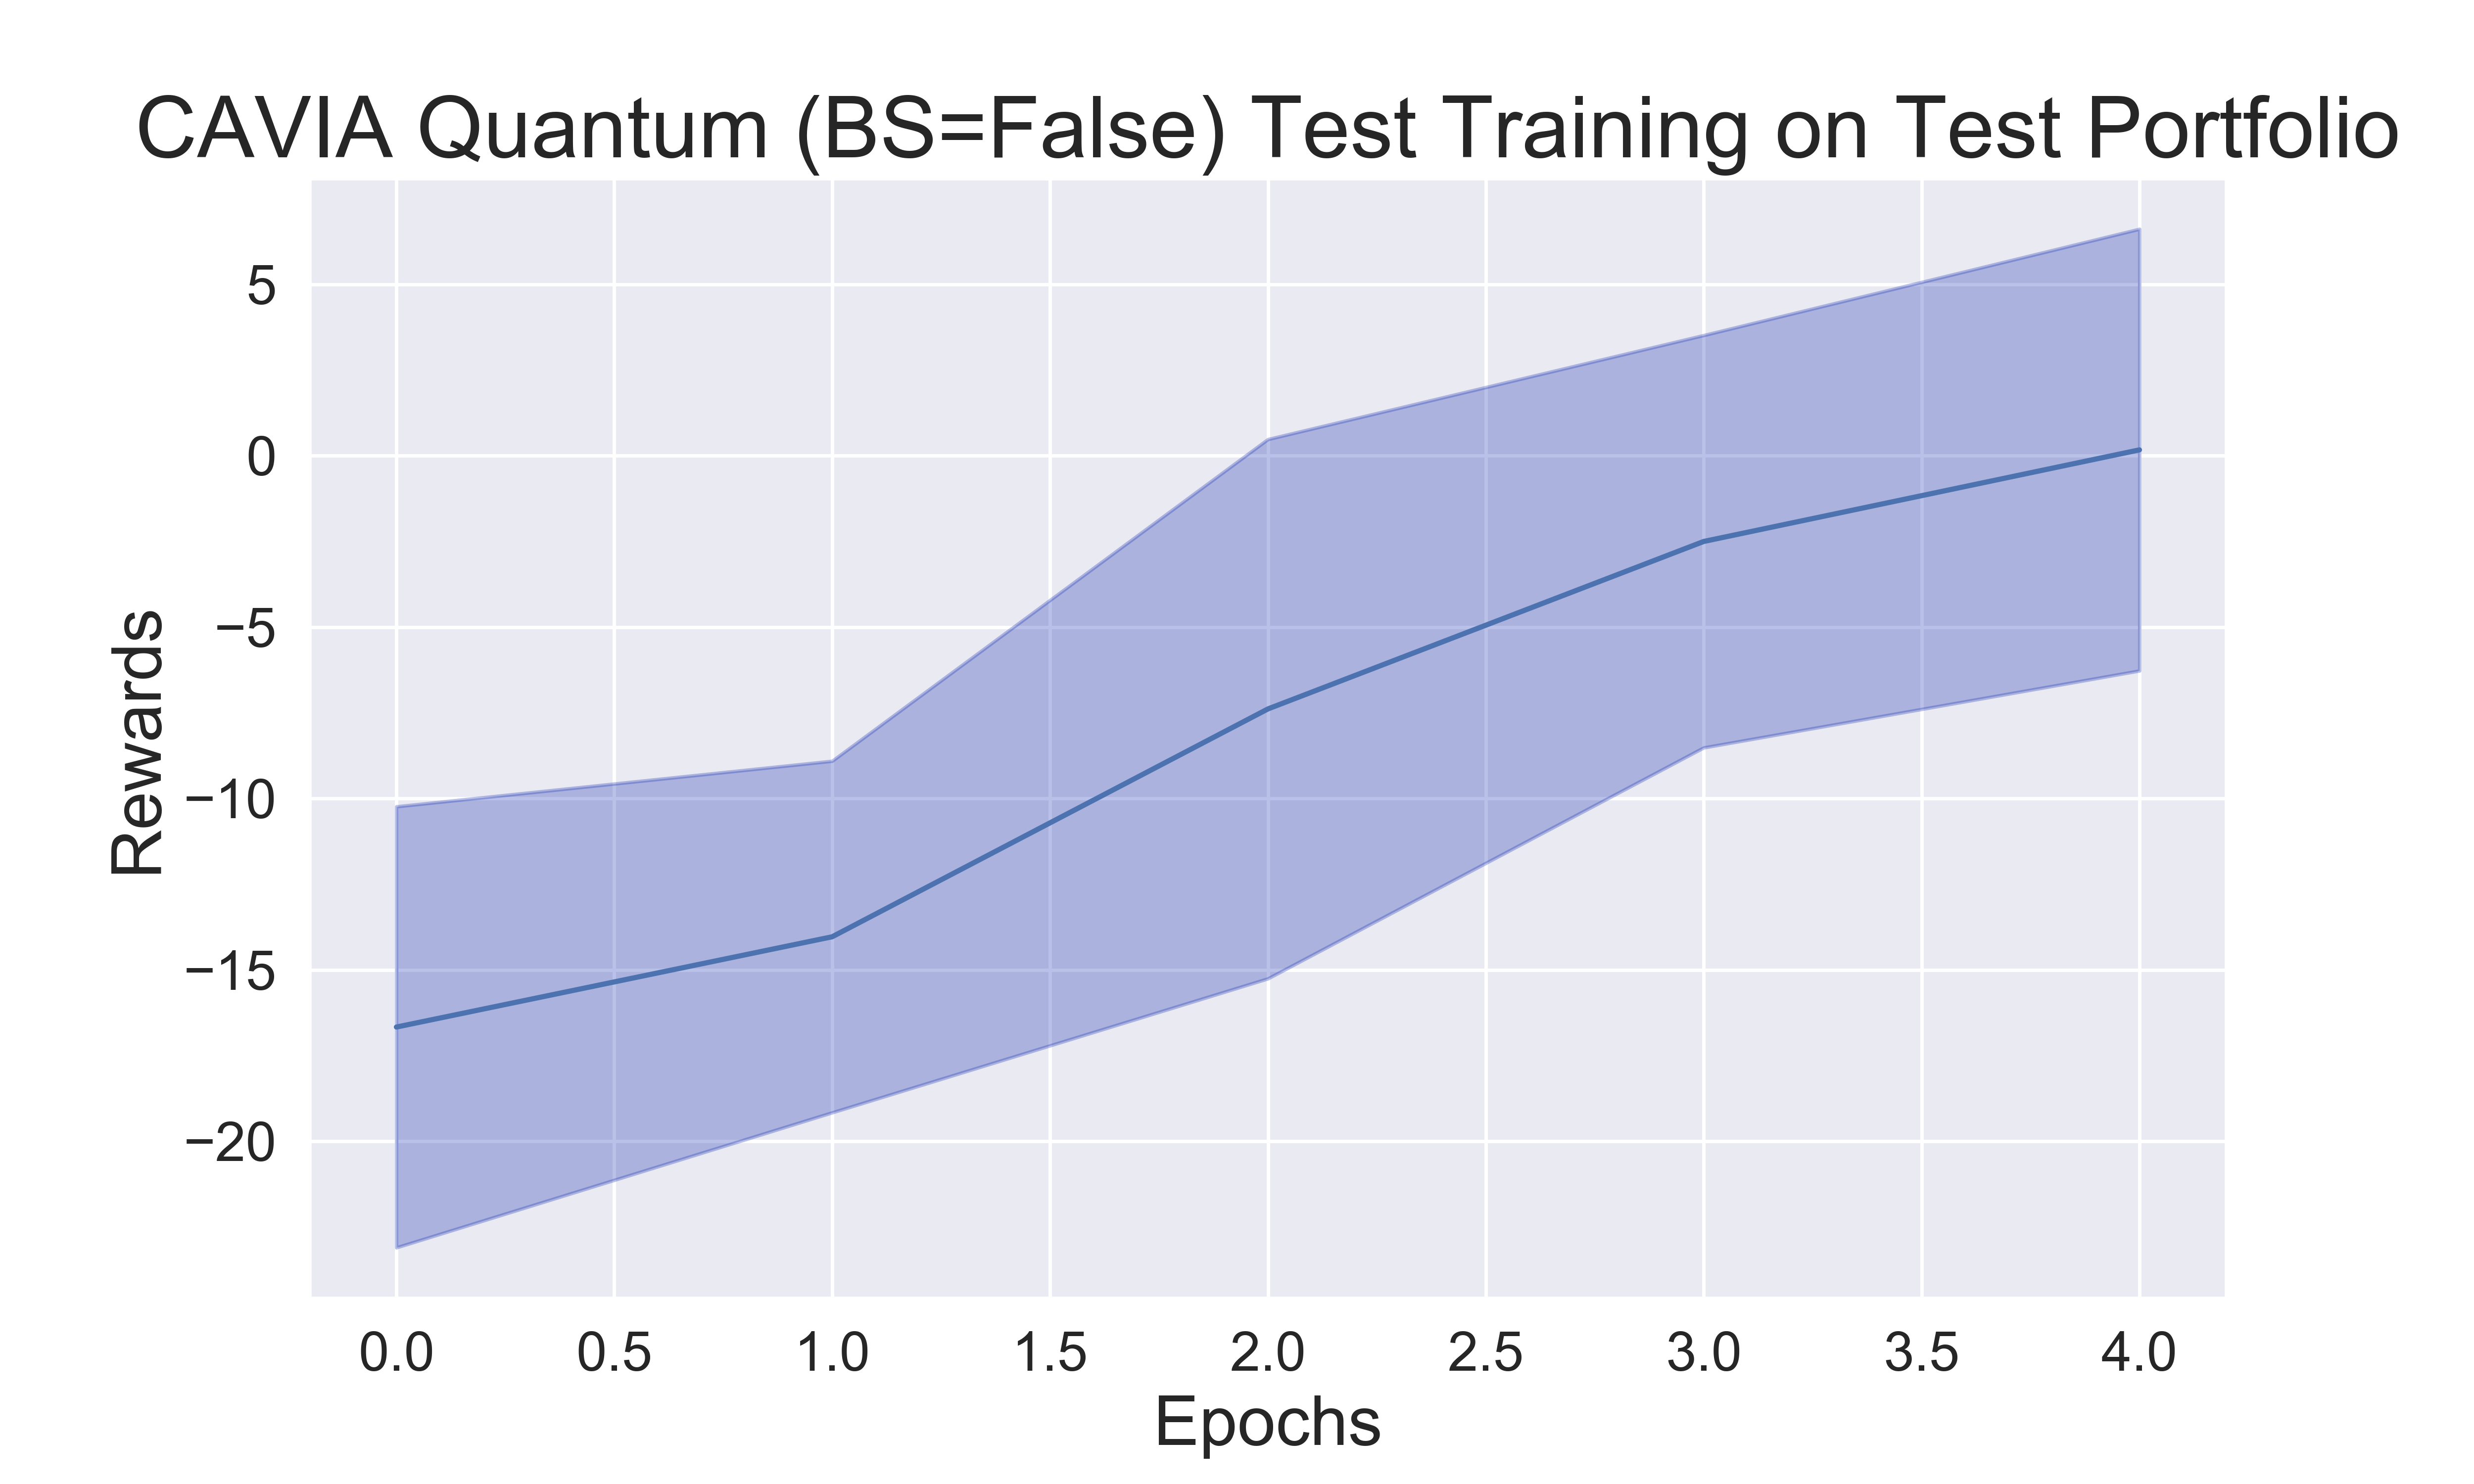 CAVIA Quantum (BS=False) Test Training on Test Portfolio
5
0
−5
−10
−15
−20
Rewards
0.0 0.5 1.0 1.5 2.0 2.5 3.0 3.5 4.0
Epochs